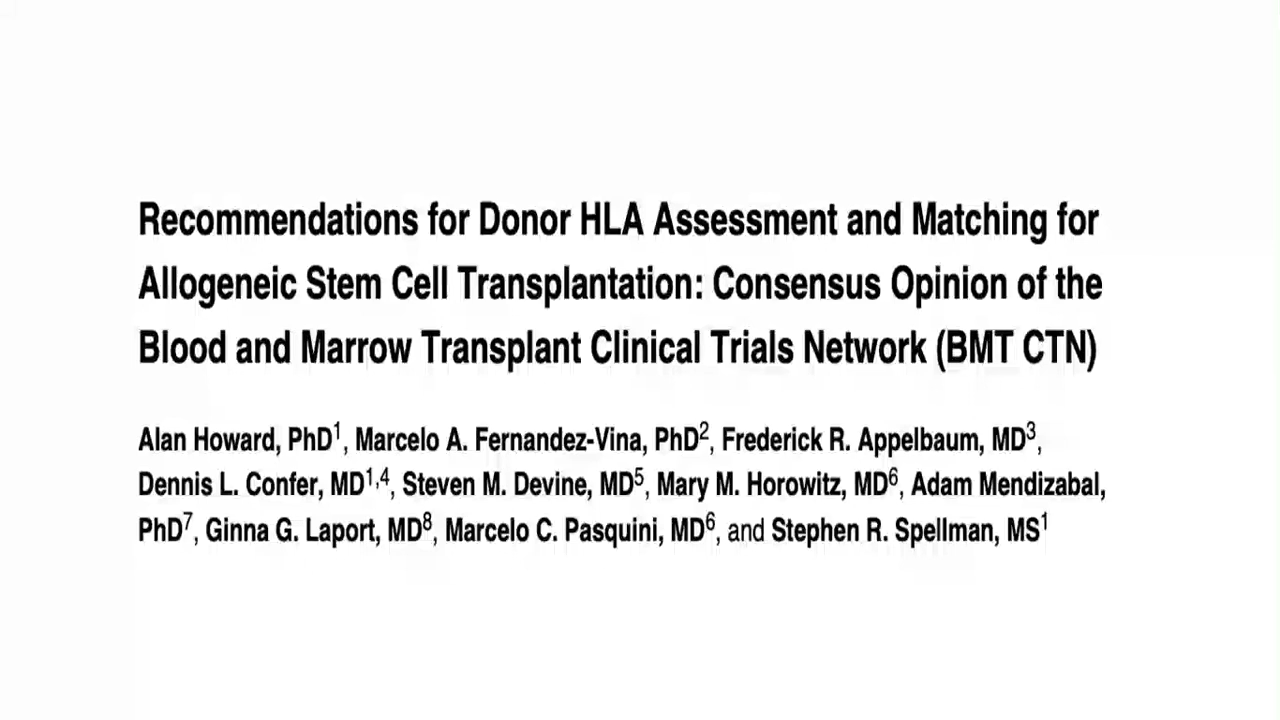 Recommendations for Donor HLA Assessment and Matching for
Allogeneic Stem Cell Transplantation: Consensus Opinion of the
Blood and Marrow Transplant Clinical Trials Network (BMT CTN)
Alan Howard, PhD1, Marcelo A. Fernandez-Vina, PhD2, Frederick R. Appelbaum, MD3,
Dennis L. Confer, MD1,4, Steven M. Devine, MD5, Mary M. Horowitz, MD6, Adam Mendizabal,
PhD7, Ginna G. Laport, MD8, Marcelo C. Pasquini, MD6, and Stephen R. Spellman, MS1